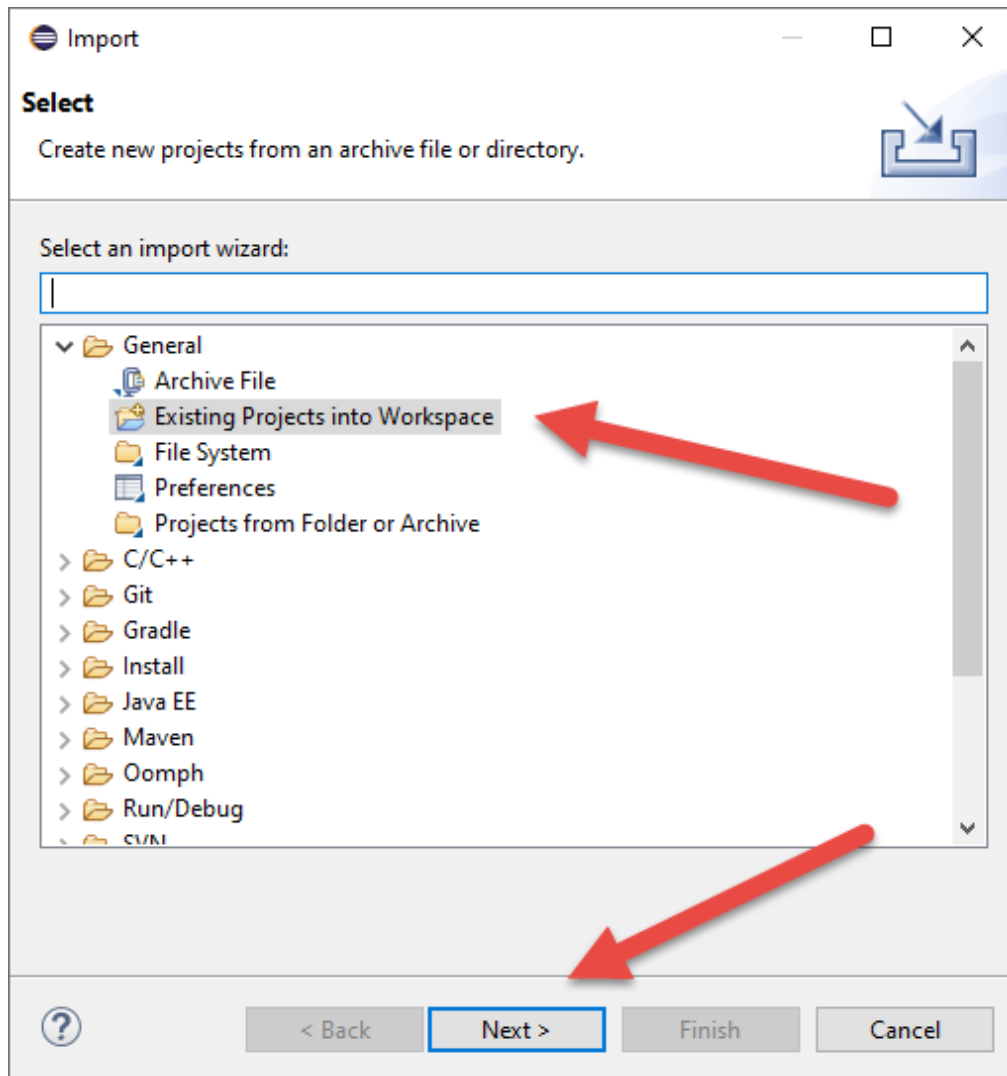 Import
Select
Create new projects from an archive file or directory.
Select an import wizard:
General
Archive File
Existing Projects into Workspace
File System
Preferences
Projects from Folder or Archive
C/C++
Git
Gradle
Install
Java EE
Maven
Oomph
Run/Debug
SVN
?
< Back Next > Finish Cancel